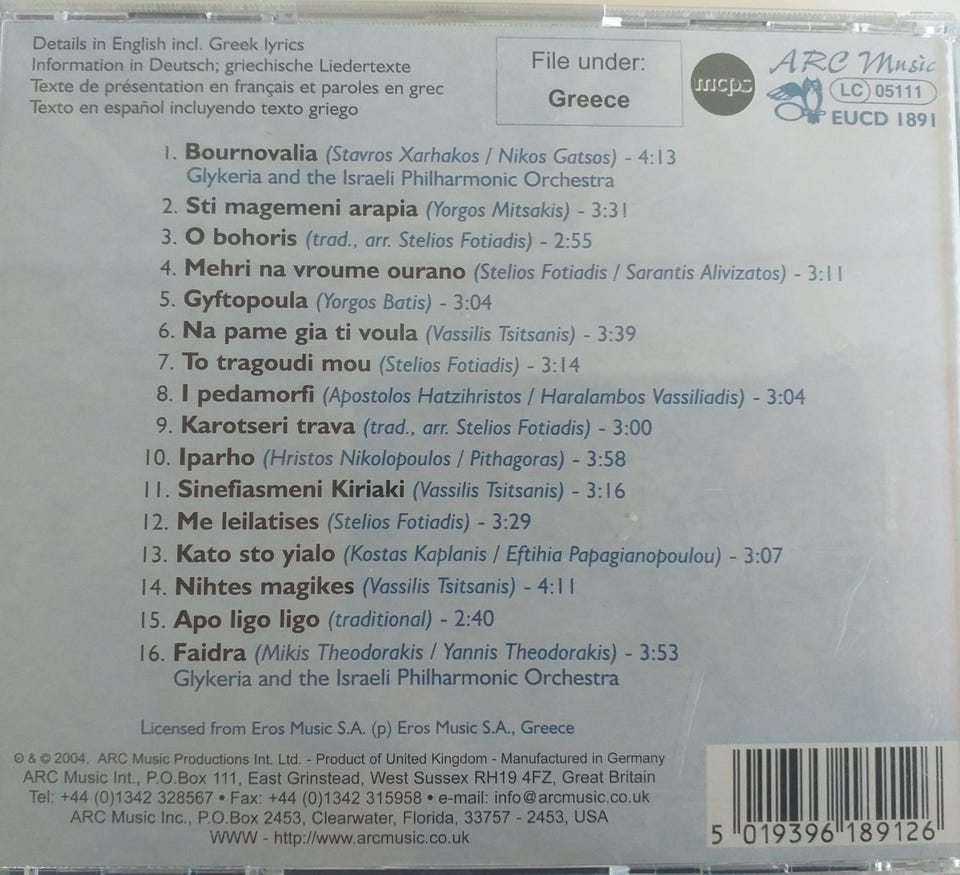 Details in English incl. Greek lyrics
Information in Deutsch; griechische Liedertexte
Texte de présentation en français et paroles en grec
Texto en español incluyendo texto griego
File under:
Greece
mcps
ARC Music
LC 05111
EUCD 1891
1. Bournovalia (Stavros Xarhakos / Nikos Gatsos) - 4:13
Glykeria and the Israeli Philharmonic Orchestra
2. Sti magemeni arapia (Yorgos Mitsakis) - 3:31
3. O bohoris (trad., arr. Stelios Fotiadis) - 2:55
4. Mehri na vroume ourano (Stelios Fotiadis / Sarantis Alivizatos) - 3:11
5. Gyftopoula (Yorgos Batis) - 3:04
6. Na pame gia ti voula (Vassilis Tsitsanis) - 3:39
7. To tragoudi mou (Stelios Fotiadis) - 3:14
8. I pedamorfi (Apostolos Hatzihristos / Haralambos Vassiliadis) - 3:04
9. Karotseri trava (trad., arr. Stelios Fotiadis) - 3:00
10. Iparho (Hristos Nikolopoulos / Pithagoras) - 3:58
11. Sinefiasmeni Kiriaki (Vassilis Tsitsanis) - 3:16
12. Me leilatises (Stelios Fotiadis) - 3:29
13. Kato sto yialo (Kostas Kaplanis / Eftihia Papagianopoulou) - 3:07
14. Nihtes magikes (Vassilis Tsitsanis) - 4:11
15. Apo ligo ligo (traditional) - 2:40
16. Faidra (Mikis Theodorakis / Yannis Theodorakis) - 3:53
Glykeria and the Israeli Philharmonic Orchestra
Licensed from Eros Music S.A. (p) Eros Music S.A., Greece
℗ & © 2004, ARC Music Productions Int. Ltd. - Product of United Kingdom - Manufactured in Germany
ARC Music Int., P.O.Box 111, East Grinstead, West Sussex RH19 4FZ, Great Britain
Tel: +44 (0)1342 328567 • Fax: +44 (0)1342 315958 • e-mail: info@arcmusic.co.uk
ARC Music Inc., P.O.Box 2453, Clearwater, Florida, 33757 - 2453, USA
WWW - http://www.arcmusic.co.uk
5 019396 189126